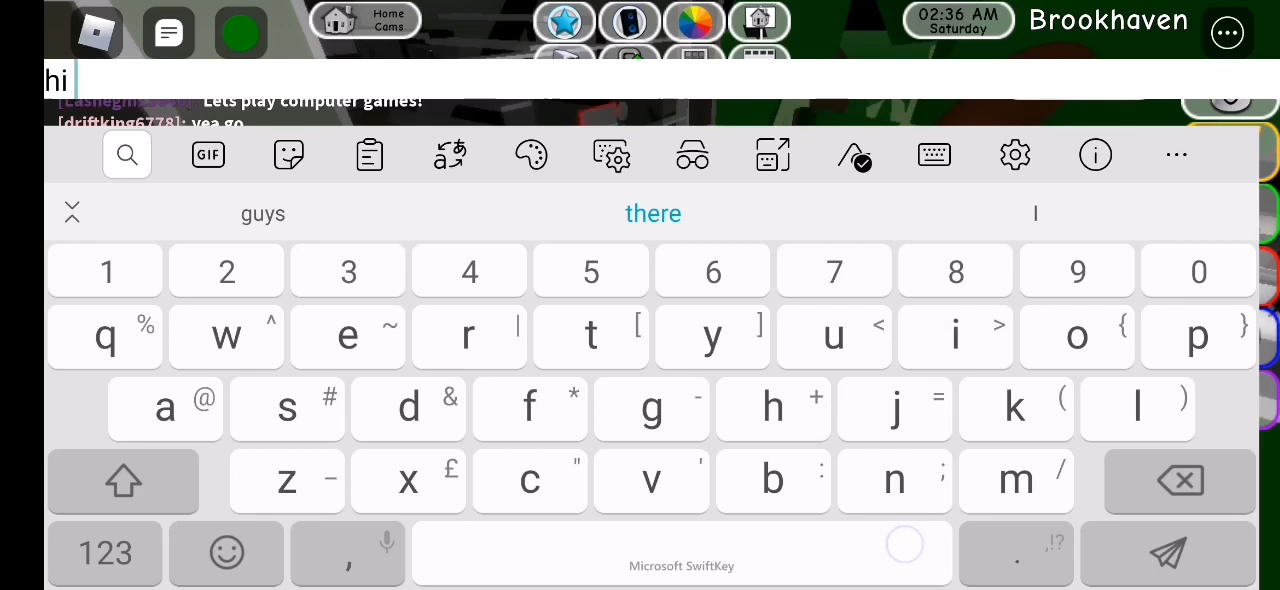 Home
Cams
02:36 AM
Saturday
Brookhaven
hi
Lets play computer games!
[driftking6778]: yea go
GIF
guys there I
1 2 3 4 5 6 7 8 9 0
q % w ^ e ~ r | t [ y ] u < i > o { p }
a @ s # d & f * g - h + j = k ( l )
z _ x £ c " v ' b : n ; m /
123 , Microsoft SwiftKey . ,!?